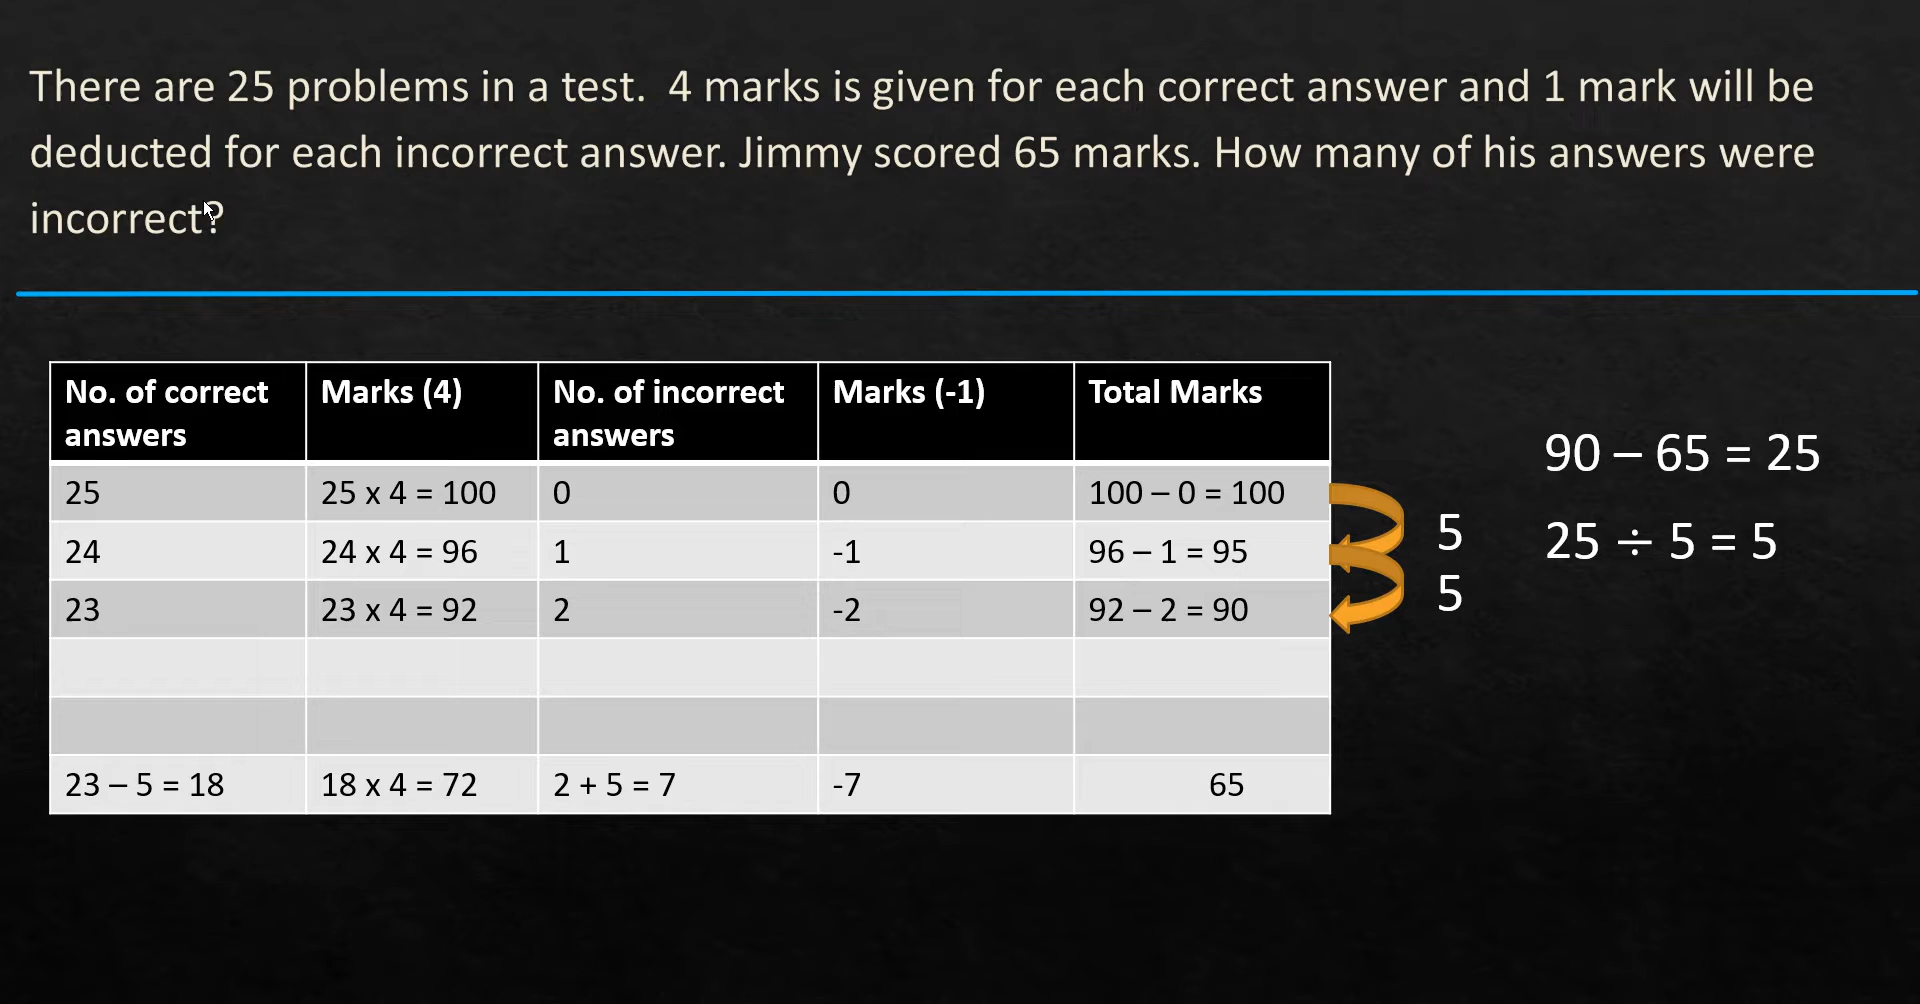 There are 25 problems in a test.  4 marks is given for each correct answer and 1 mark will be
deducted for each incorrect answer. Jimmy scored 65 marks. How many of his answers were
incorrect?
No. of correct answers | Marks (4) | No. of incorrect answers | Marks (-1) | Total Marks
25 | 25 x 4 = 100 | 0 | 0 | 100 – 0 = 100
24 | 24 x 4 = 96 | 1 | -1 | 96 – 1 = 95
23 | 23 x 4 = 92 | 2 | -2 | 92 – 2 = 90
23 – 5 = 18 | 18 x 4 = 72 | 2 + 5 = 7 | -7 | 65
5
5
90 – 65 = 25
25 ÷ 5 = 5